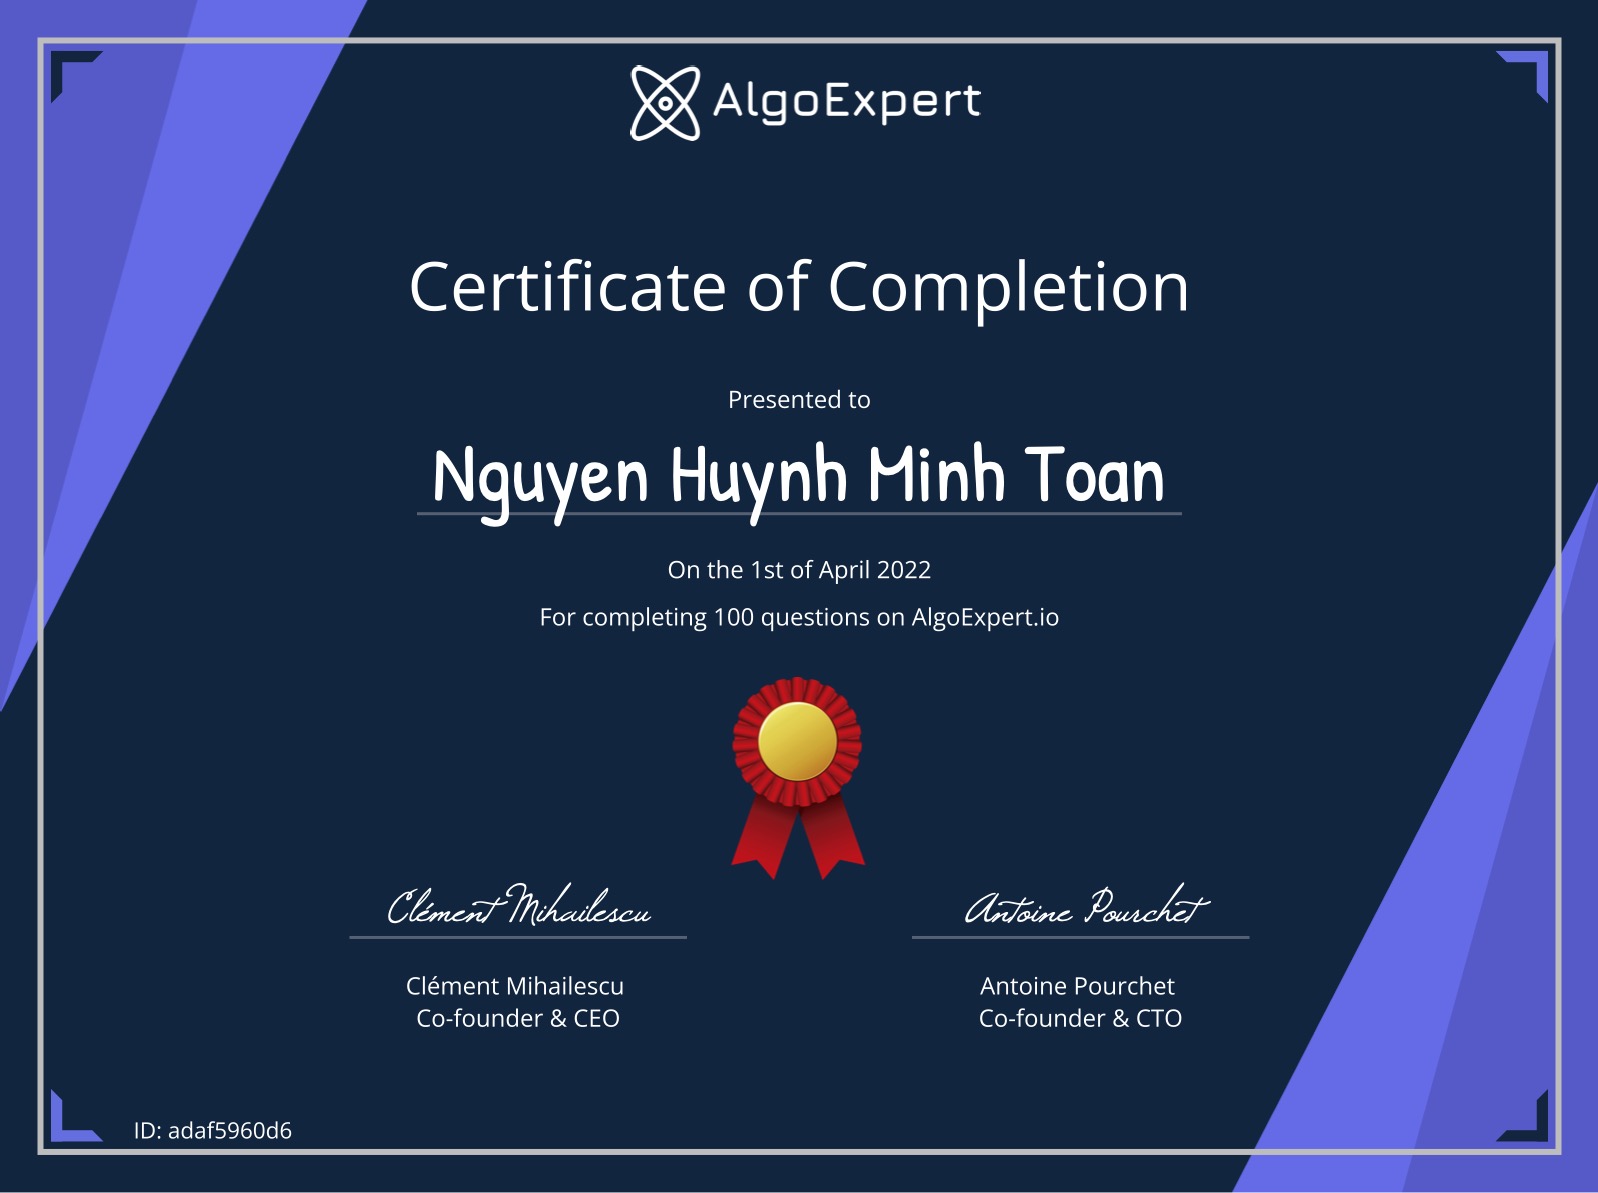 AlgoExpert
Certificate of Completion
Presented to
Nguyen Huynh Minh Toan
On the 1st of April 2022
For completing 100 questions on AlgoExpert.io
Clément Mihailescu
Antoine Pourchet
Clément Mihailescu
Co-founder & CEO
Antoine Pourchet
Co-founder & CTO
ID: adaf5960d6